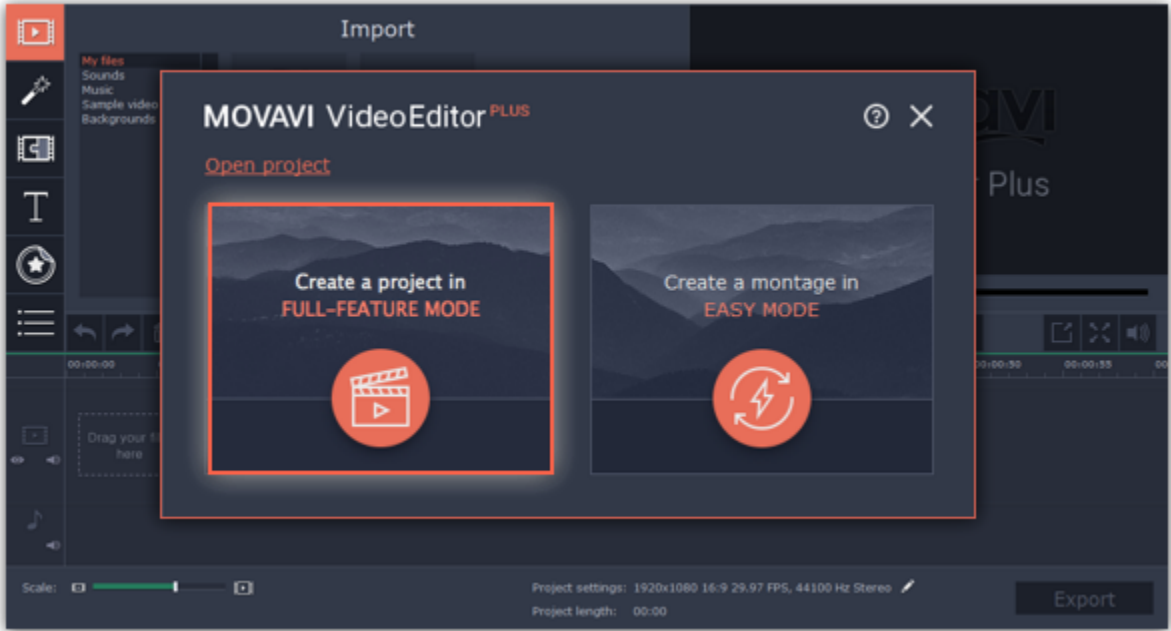 Import
My files
Sounds
Music
Sample video
Backgrounds
MOVAVI VideoEditor PLUS
Open project
Create a project in
FULL-FEATURE MODE
Create a montage in
EASY MODE
Plus
00:00:00
00:00:50
00:00:55
00
Drag your
here
Scale:
Project settings: 1920x1080 16:9 29.97 FPS, 44100 Hz Stereo
Project length: 00:00
Export